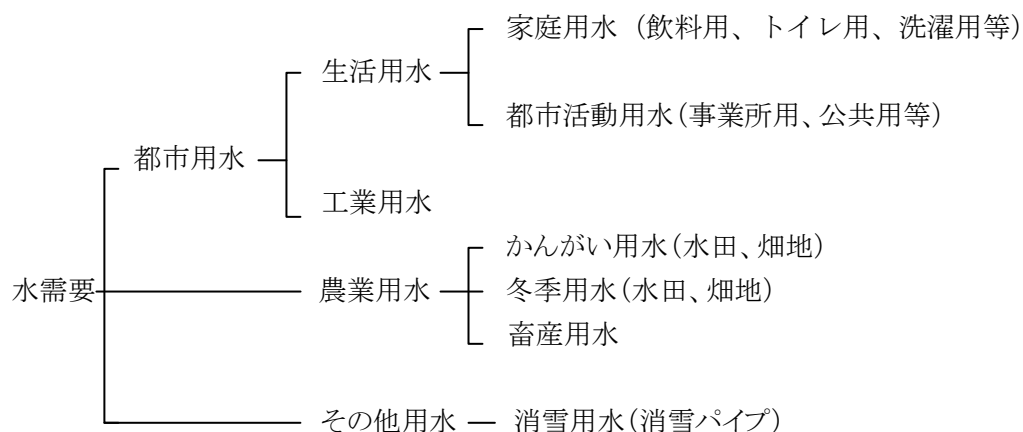 家庭用水 (飲料用、トイレ用、洗濯用等)
生活用水
都市活動用水(事業所用、公共用等)
都市用水
工業用水
かんがい用水(水田、畑地)
水需要
農業用水
冬季用水(水田、畑地)
畜産用水
その他用水
消雪用水(消雪パイプ)